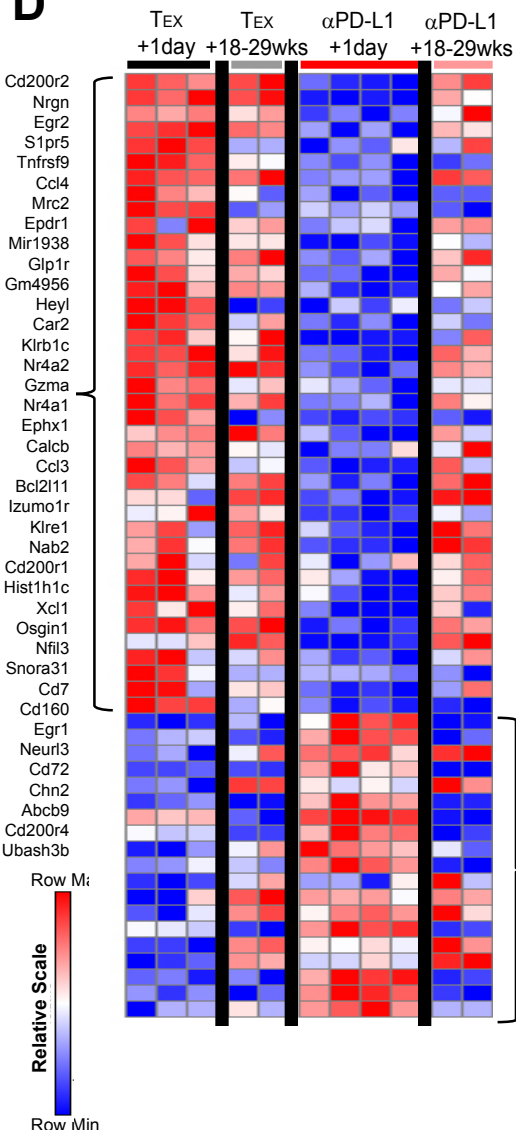 D
TEX TEX αPD-L1 αPD-L1
+1day +18-29wks +1day +18-29wks
Cd200r2
Nrgn
Egr2
S1pr5
Tnfrsf9
Ccl4
Mrc2
Epdr1
Mir1938
Glp1r
Gm4956
Heyl
Car2
Klrb1c
Nr4a2
Gzma
Nr4a1
Ephx1
Calcb
Ccl3
Bcl2l11
Izumo1r
Klre1
Nab2
Cd200r1
Hist1h1c
Xcl1
Osgin1
Nfil3
Snora31
Cd7
Cd160
Egr1
Neurl3
Cd72
Chn2
Abcb9
Cd200r4
Ubash3b
Row Ma
Relative Scale
Row Min